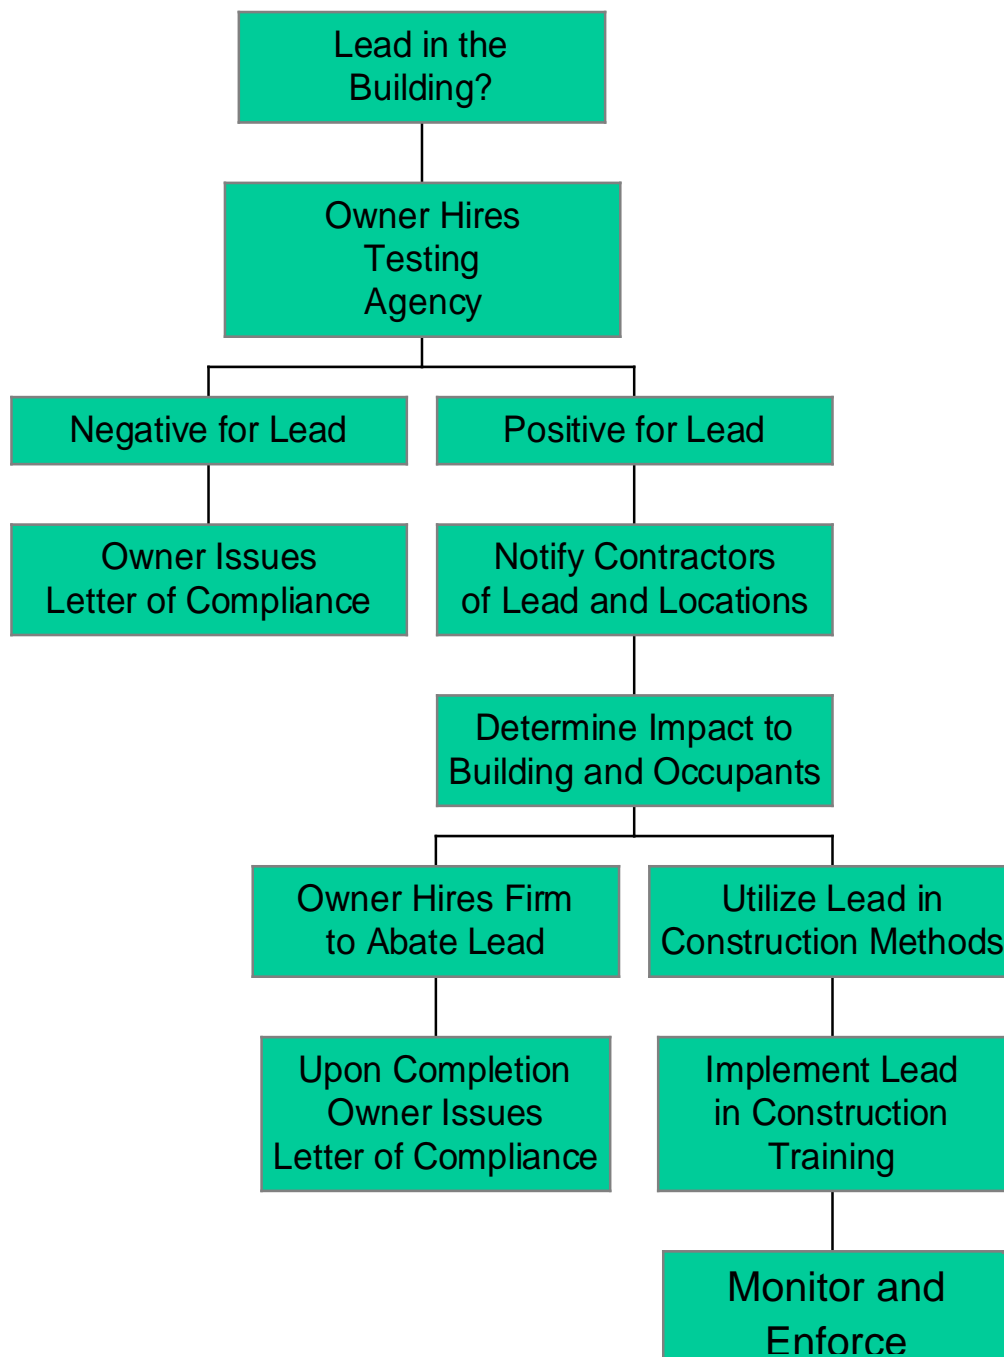 Lead in the
Building?
Owner Hires
Testing
Agency
Negative for Lead
Positive for Lead
Owner Issues
Letter of Compliance
Notify Contractors
of Lead and Locations
Determine Impact to
Building and Occupants
Owner Hires Firm
to Abate Lead
Utilize Lead in
Construction Methods
Upon Completion
Owner Issues
Letter of Compliance
Implement Lead
in Construction
Training
Monitor and
Enforce